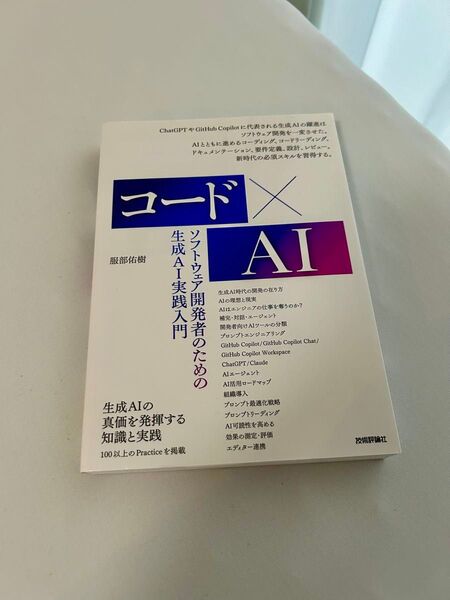 ChatGPTやGitHub Copilotに代表される生成AIの躍進は、
ソフトウェア開発を一変させた。
AIとともに進めるコーディング、コードリーディング、
ドキュメンテーション、要件定義、設計、レビュー。
新時代の必須スキルを習得する。
コード×
AI
ソフトウェア開発者のための
生成AI実践入門
服部佑樹
生成AI時代の開発の在り方
AIの理想と現実
AIはエンジニアの仕事を奪うのか？
補完・対話・エージェント
開発者向けAIツールの分類
プロンプトエンジニアリング
GitHub Copilot/GitHub Copilot Chat/
GitHub Copilot Workspace
ChatGPT/Claude
AIエージェント
AI活用ロードマップ
組織導入
プロンプト最適化戦略
プロンプトリーディング
AI可読性を高める
効果の測定・評価
エディター連携
生成AIの
真価を発揮する
知識と実践
100以上のPracticeを掲載
技術評論社